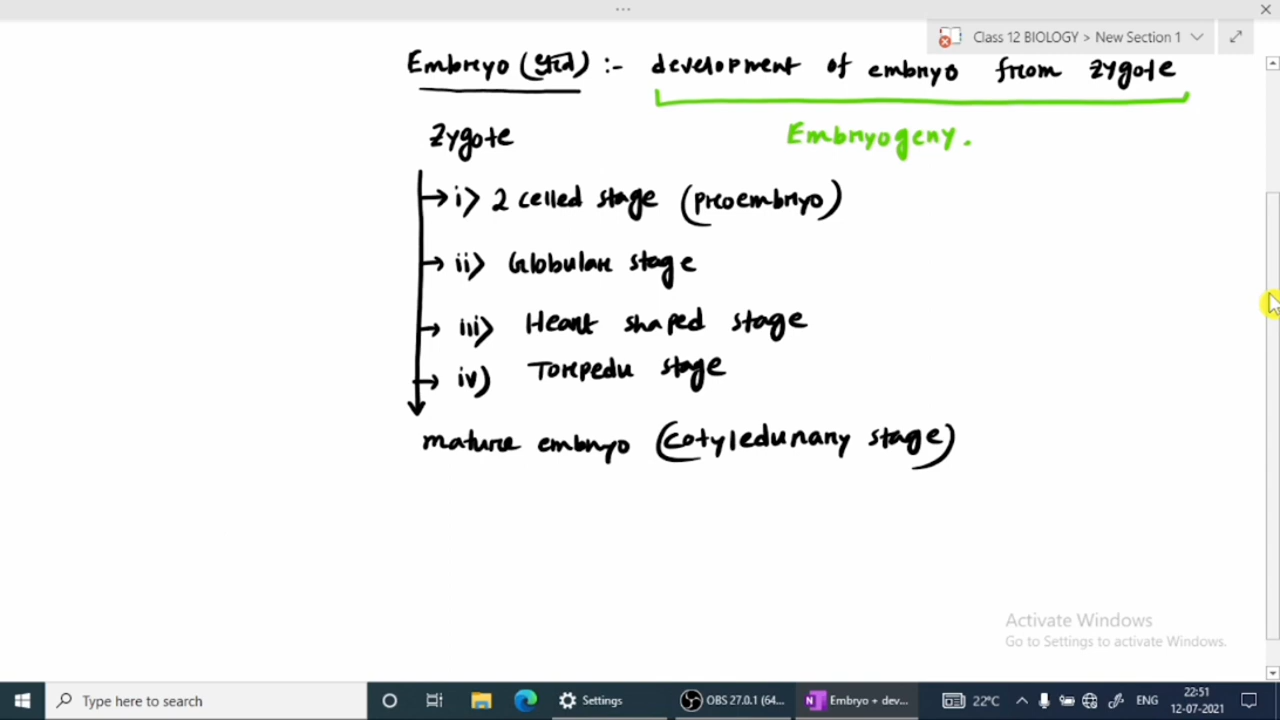 Class 12 BIOLOGY > New Section 1
Embryo (भ्रूण) :- development of embryo from zygote
Embryogeny.
Zygote
i) 2 celled stage (proembryo)
ii) Globular stage
iii) Heart shaped stage
iv) Torpedo stage
mature embryo (cotyledonary stage)
Activate Windows
Go to Settings to activate Windows.
Type here to search
Settings
OBS 27.0.1 (64...
Embryo + dev...
22°C
ENG
22:51
12-07-2021